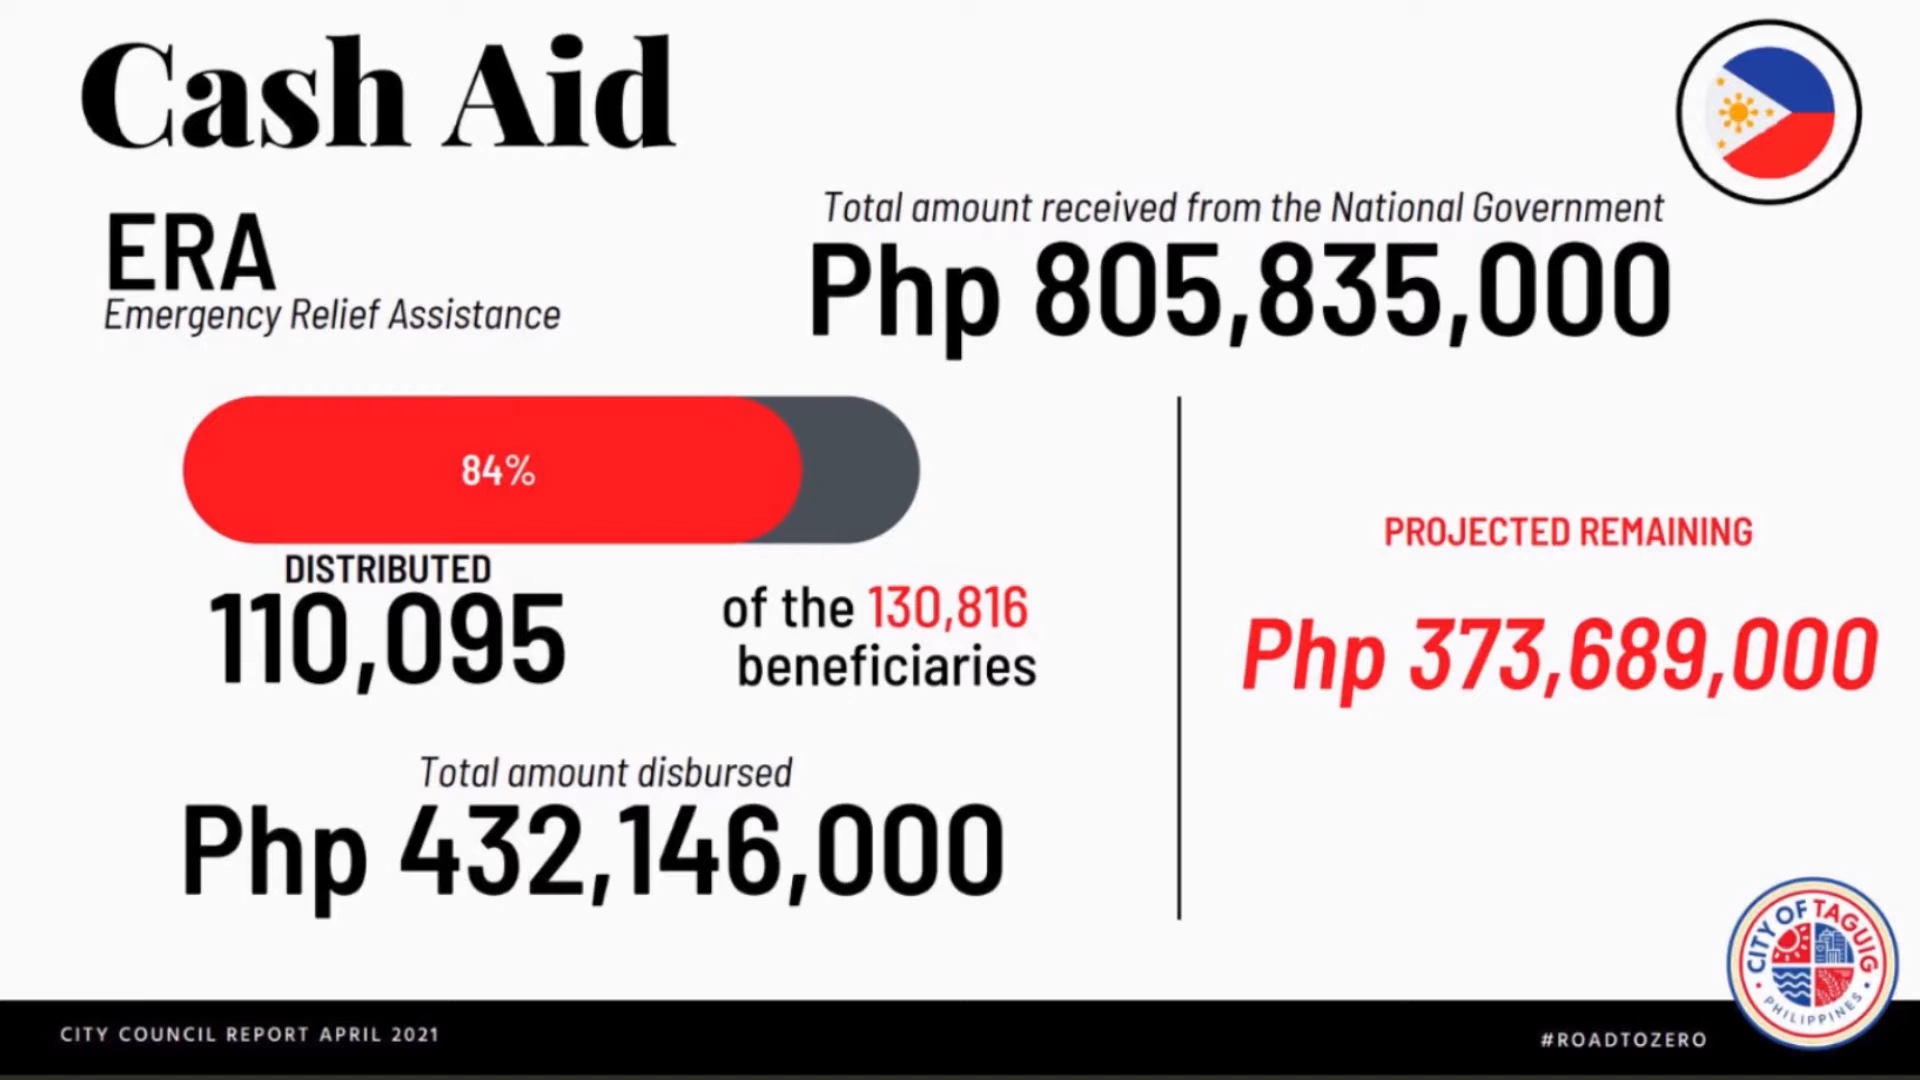 Cash Aid
ERA
Emergency Relief Assistance
Total amount received from the National Government
Php 805,835,000
84%
DISTRIBUTED
110,095
of the 130,816
beneficiaries
Total amount disbursed
Php 432,146,000
PROJECTED REMAINING
Php 373,689,000
CITY COUNCIL REPORT APRIL 2021
#ROADTOZERO
CITY OF TAGUIG
PHILIPPINES